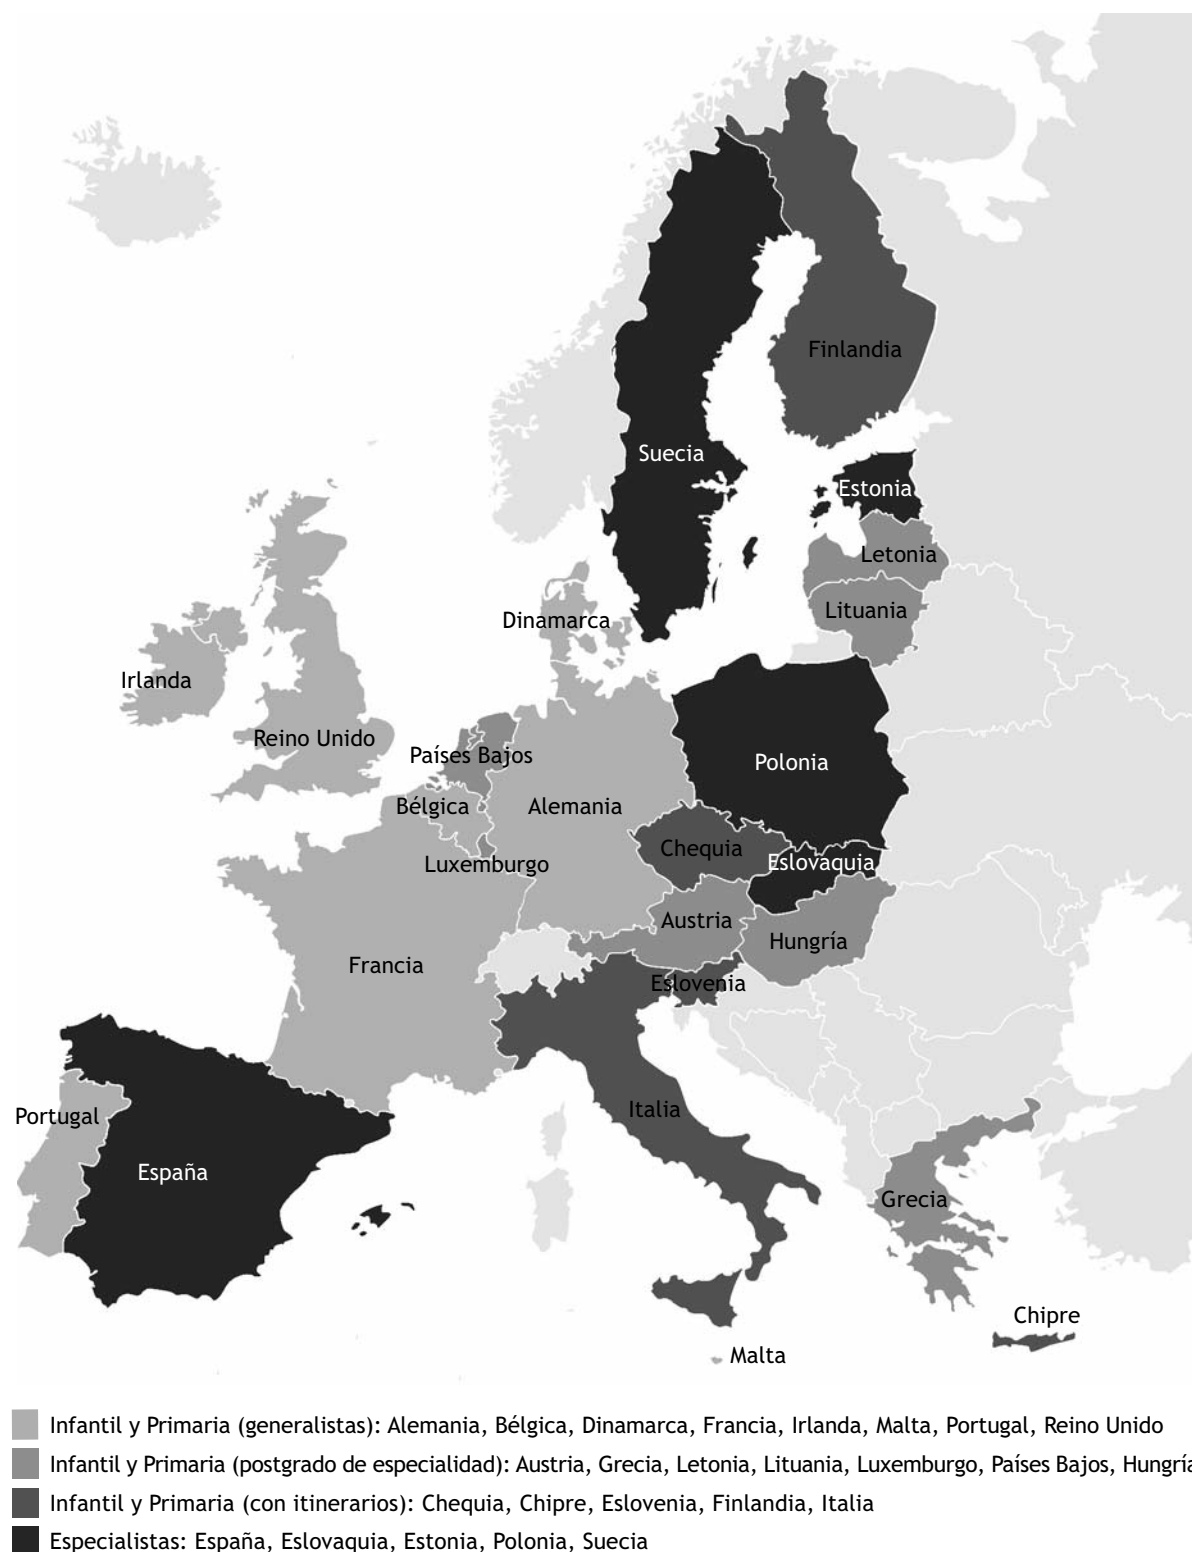 Finlandia
Suecia
Estonia
Letonia
Lituania
Dinamarca
Irlanda
Reino Unido
Países Bajos
Polonia
Bélgica
Alemania
Chequia
Eslovaquia
Luxemburgo
Austria
Hungría
Francia
Eslovenia
Portugal
Italia
España
Grecia
Chipre
Malta
Infantil y Primaria (generalistas): Alemania, Bélgica, Dinamarca, Francia, Irlanda, Malta, Portugal, Reino Unido
Infantil y Primaria (postgrado de especialidad): Austria, Grecia, Letonia, Lituania, Luxemburgo, Países Bajos, Hungría
Infantil y Primaria (con itinerarios): Chequia, Chipre, Eslovenia, Finlandia, Italia
Especialistas: España, Eslovaquia, Estonia, Polonia, Suecia